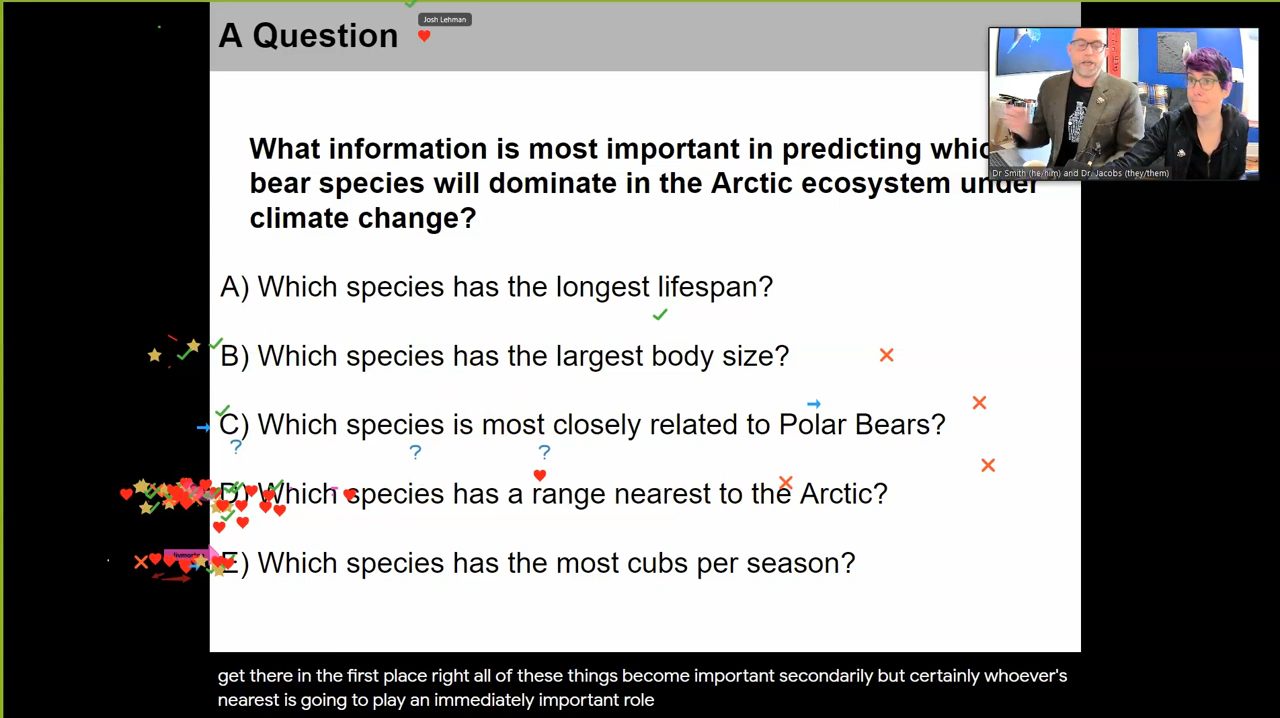 A Question
Josh Lehman
What information is most important in predicting whic
bear species will dominate in the Arctic ecosystem under
climate change?
Dr Smith (he/him) and Dr. Jacobs (they/them)
A) Which species has the longest lifespan?
B) Which species has the largest body size?
C) Which species is most closely related to Polar Bears?
? ? ?
D) Which species has a range nearest to the Arctic?
E) Which species has the most cubs per season?
get there in the first place right all of these things become important secondarily but certainly whoever's
nearest is going to play an immediately important role